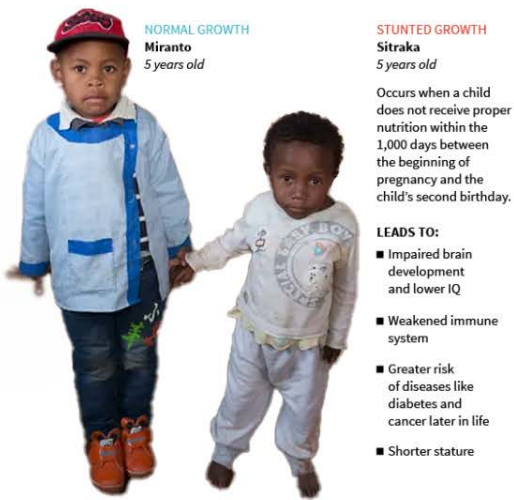 NORMAL GROWTH
Miranto
5 years old
STUNTED GROWTH
Sitraka
5 years old
Occurs when a child
does not receive proper
nutrition within the
1,000 days between
the beginning of
pregnancy and the
child's second birthday.
LEADS TO:
■ Impaired brain
development
and lower IQ
■ Weakened immune
system
■ Greater risk
of diseases like
diabetes and
cancer later in life
■ Shorter stature
BABY BOY